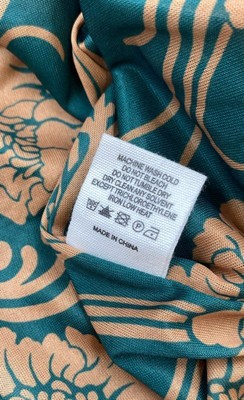 MACHINE WASH COLD
DO NOT BLEACH
DO NOT TUMBLE DRY
DRY CLEAN ANY SOLVENT
EXCEPT TRICHLOROETHYLENE
IRON LOW HEAT
MADE IN CHINA